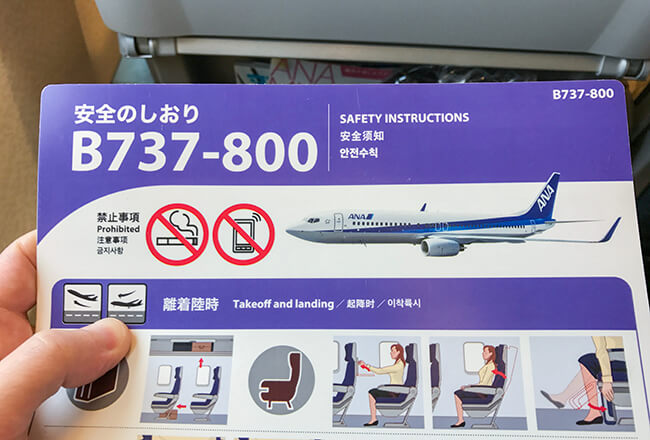 B737-800
安全のしおり
B737-800
SAFETY INSTRUCTIONS
安全须知
안전수칙
禁止事項
Prohibited
注意事项
금지사항
ANA
ANA
離着陸時 Takeoff and landing / 起降时 / 이착륙시
ANA